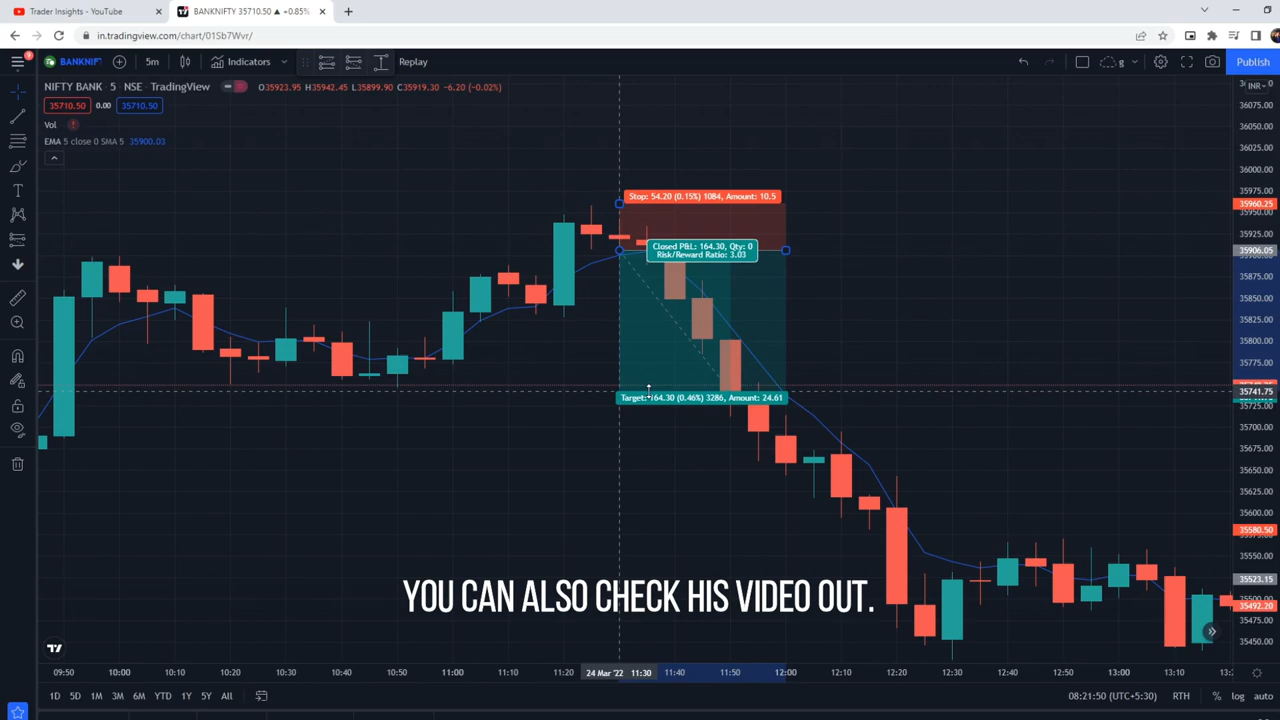 Trader Insights - YouTube
BANKNIFTY 35710.50 ▲ +0.85%
in.tradingview.com/chart/01Sb7Wvr/
9
BANKNIF
5m
Indicators
Replay
g
Publish
NIFTY BANK · 5 · NSE · TradingView
O35923.95 H35942.45 L35899.90 C35919.30 -6.20 (-0.02%)
INR
35710.50 0.00 35710.50
Vol
EMA 5 close 0 SMA 5 35900.03
36075.00
36050.00
36025.00
36000.00
35975.00
35960.25
35950.00
35925.00
35906.05
35875.00
35850.00
35825.00
35800.00
35775.00
35741.75
35725.00
35700.00
35675.00
35650.00
35625.00
35600.00
35580.50
35550.00
35523.15
35500.00
35492.20
35475.00
35450.00
Stop: 54.20 (0.15%) 1084, Amount: 10.5
Closed P&L: 164.30, Qty: 0
Risk/Reward Ratio: 3.03
Target: 164.30 (0.46%) 3286, Amount: 24.61
YOU CAN ALSO CHECK HIS VIDEO OUT.
09:50 10:00 10:10 10:20 10:30 10:40 10:50 11:00 11:10 11:20 24 Mar '22 11:30 11:40 11:50 12:00 12:10 12:20 12:30 12:40 12:50 13:00 13:10
1D 5D 1M 3M 6M YTD 1Y 5Y All
08:21:50 (UTC+5:30) RTH % log auto